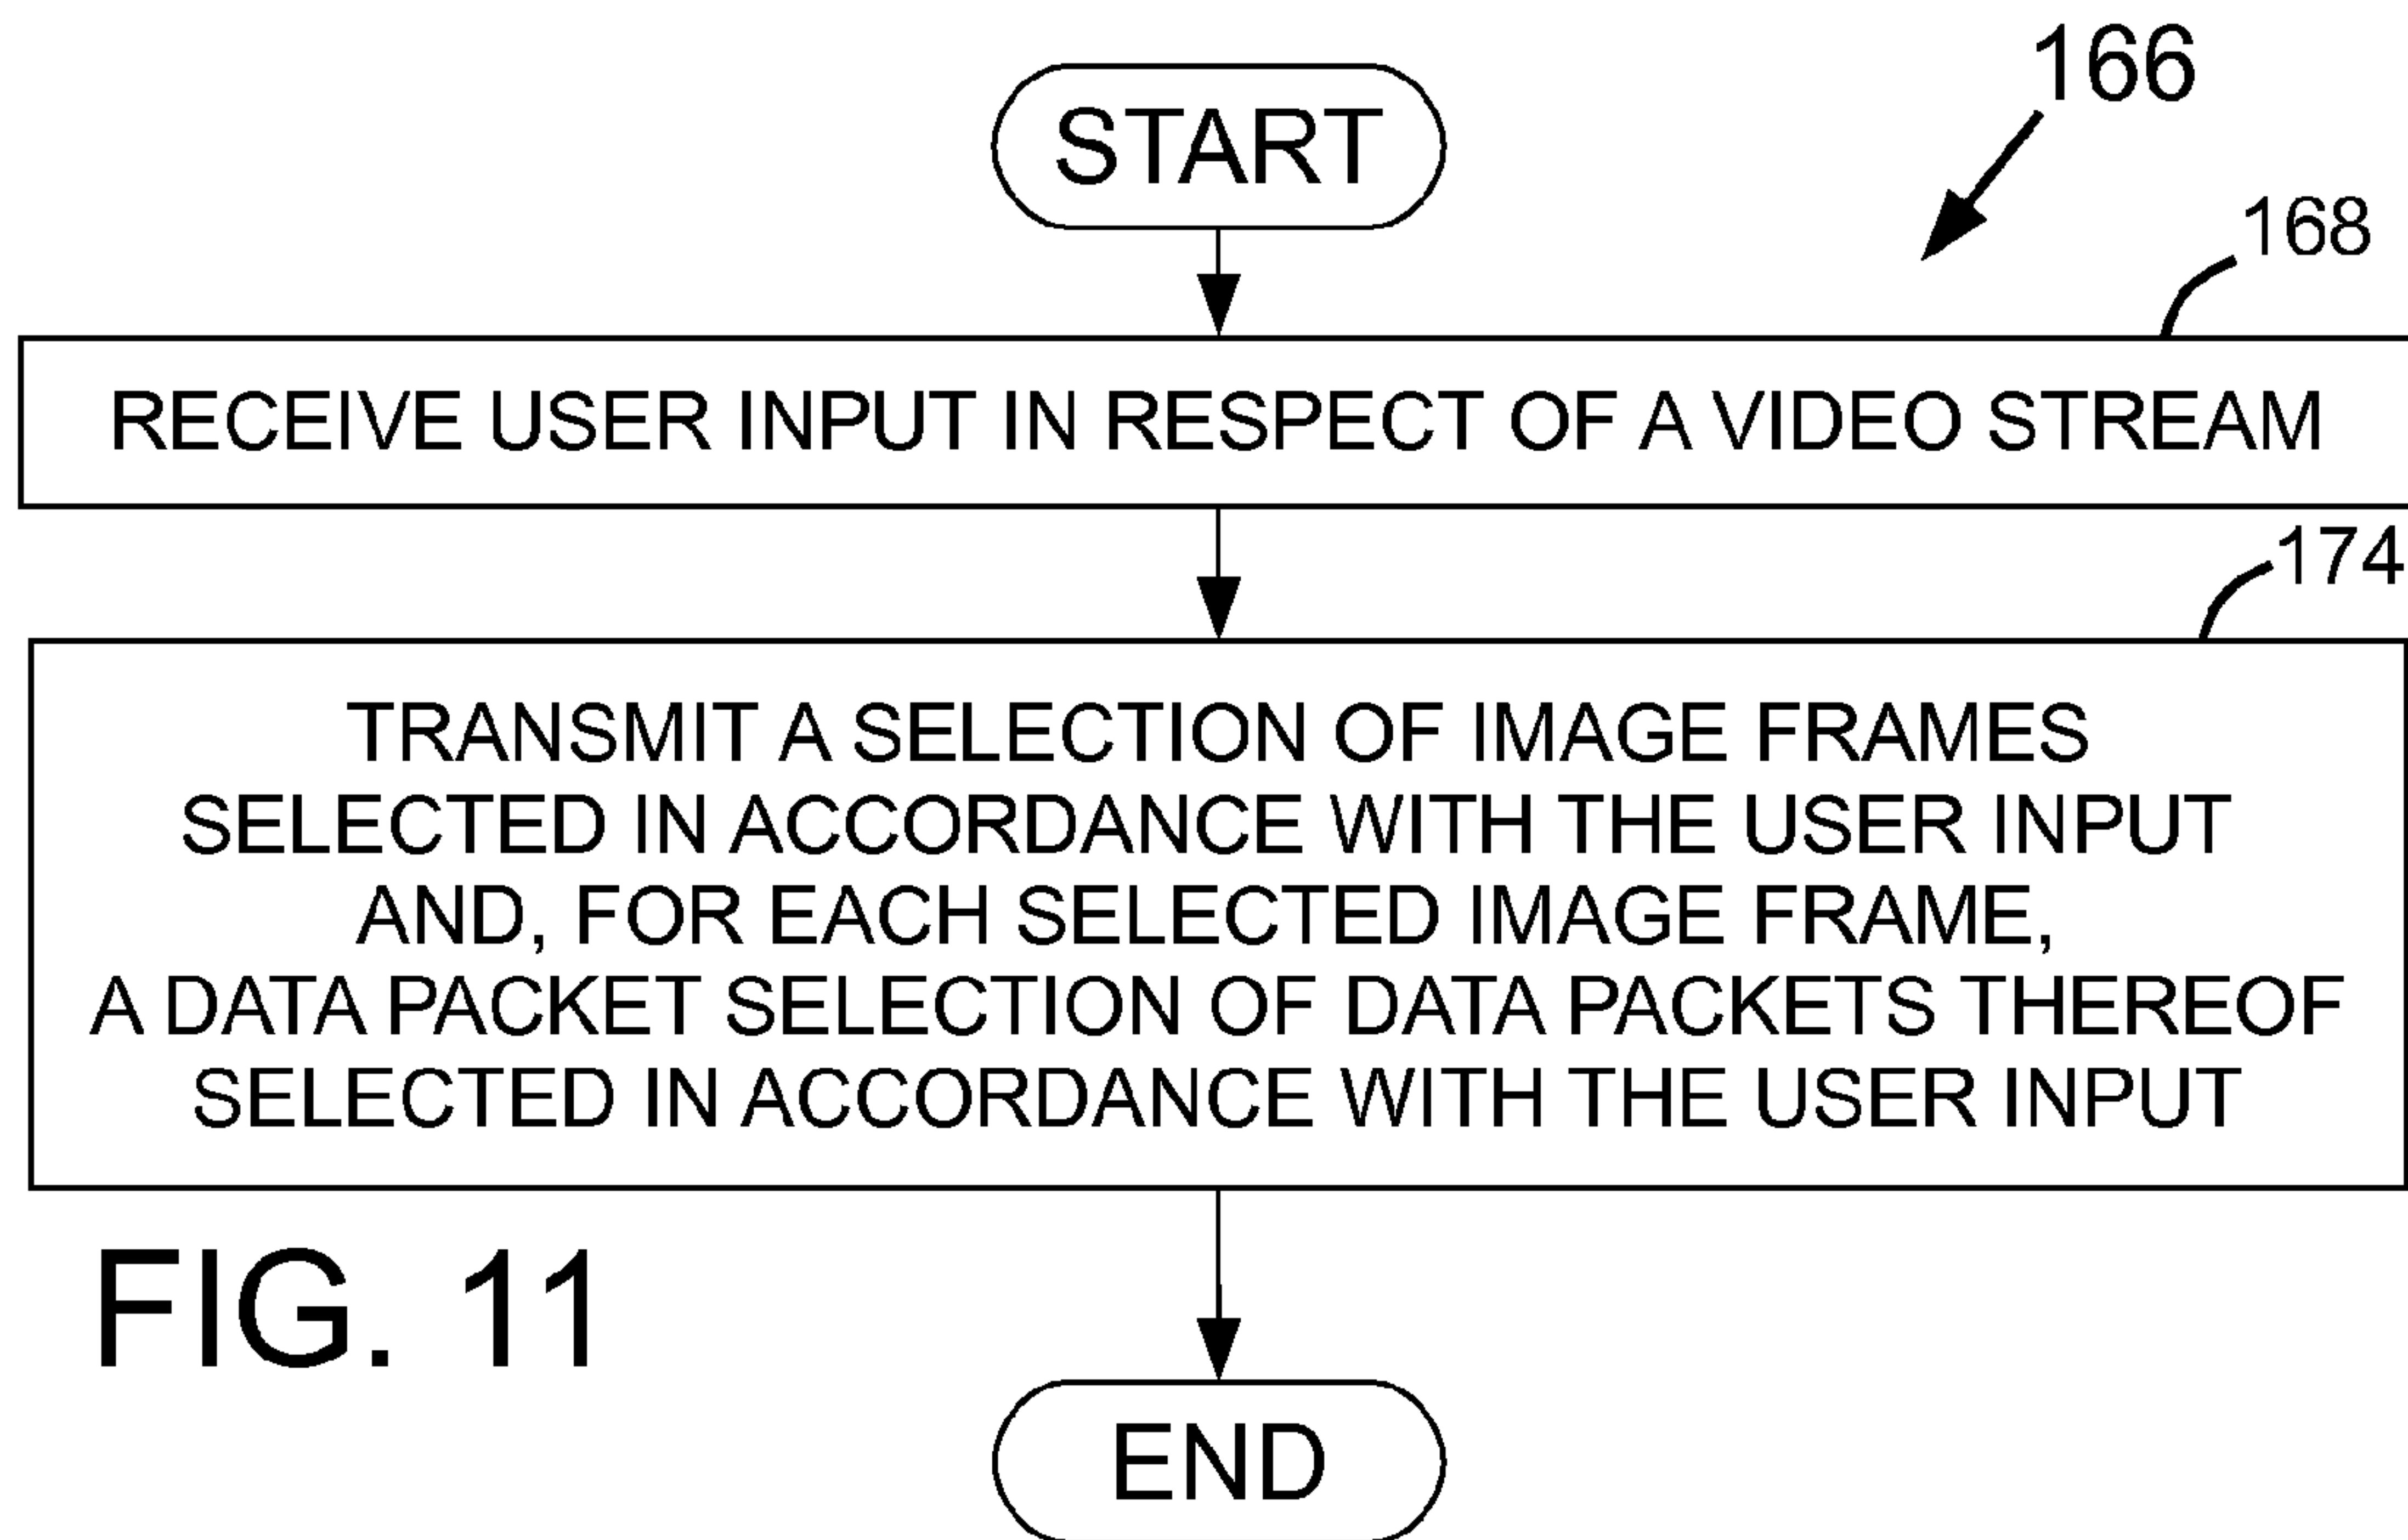 166
START
168
RECEIVE USER INPUT IN RESPECT OF A VIDEO STREAM
174
TRANSMIT A SELECTION OF IMAGE FRAMES
SELECTED IN ACCORDANCE WITH THE USER INPUT
AND, FOR EACH SELECTED IMAGE FRAME,
A DATA PACKET SELECTION OF DATA PACKETS THEREOF
SELECTED IN ACCORDANCE WITH THE USER INPUT
FIG. 11
END